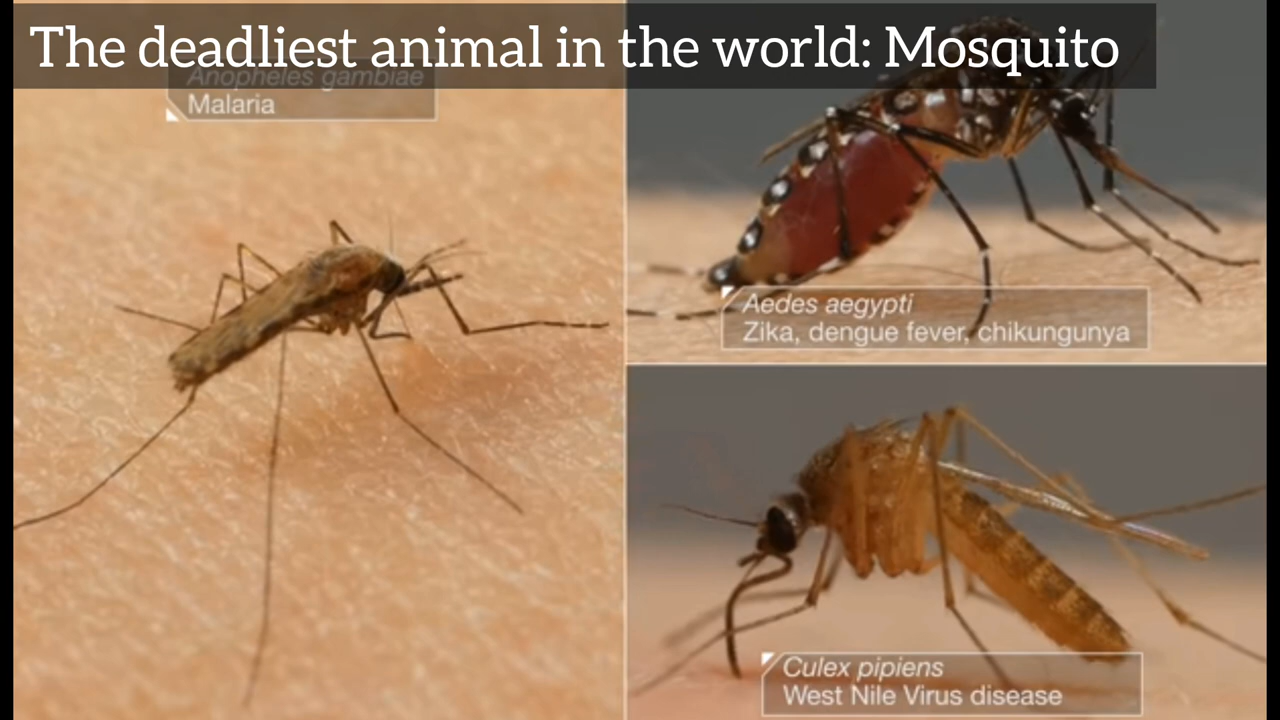 The deadliest animal in the world: Mosquito
Anopheles gambiae
Malaria
Aedes aegypti
Zika, dengue fever, chikungunya
Culex pipiens
West Nile Virus disease